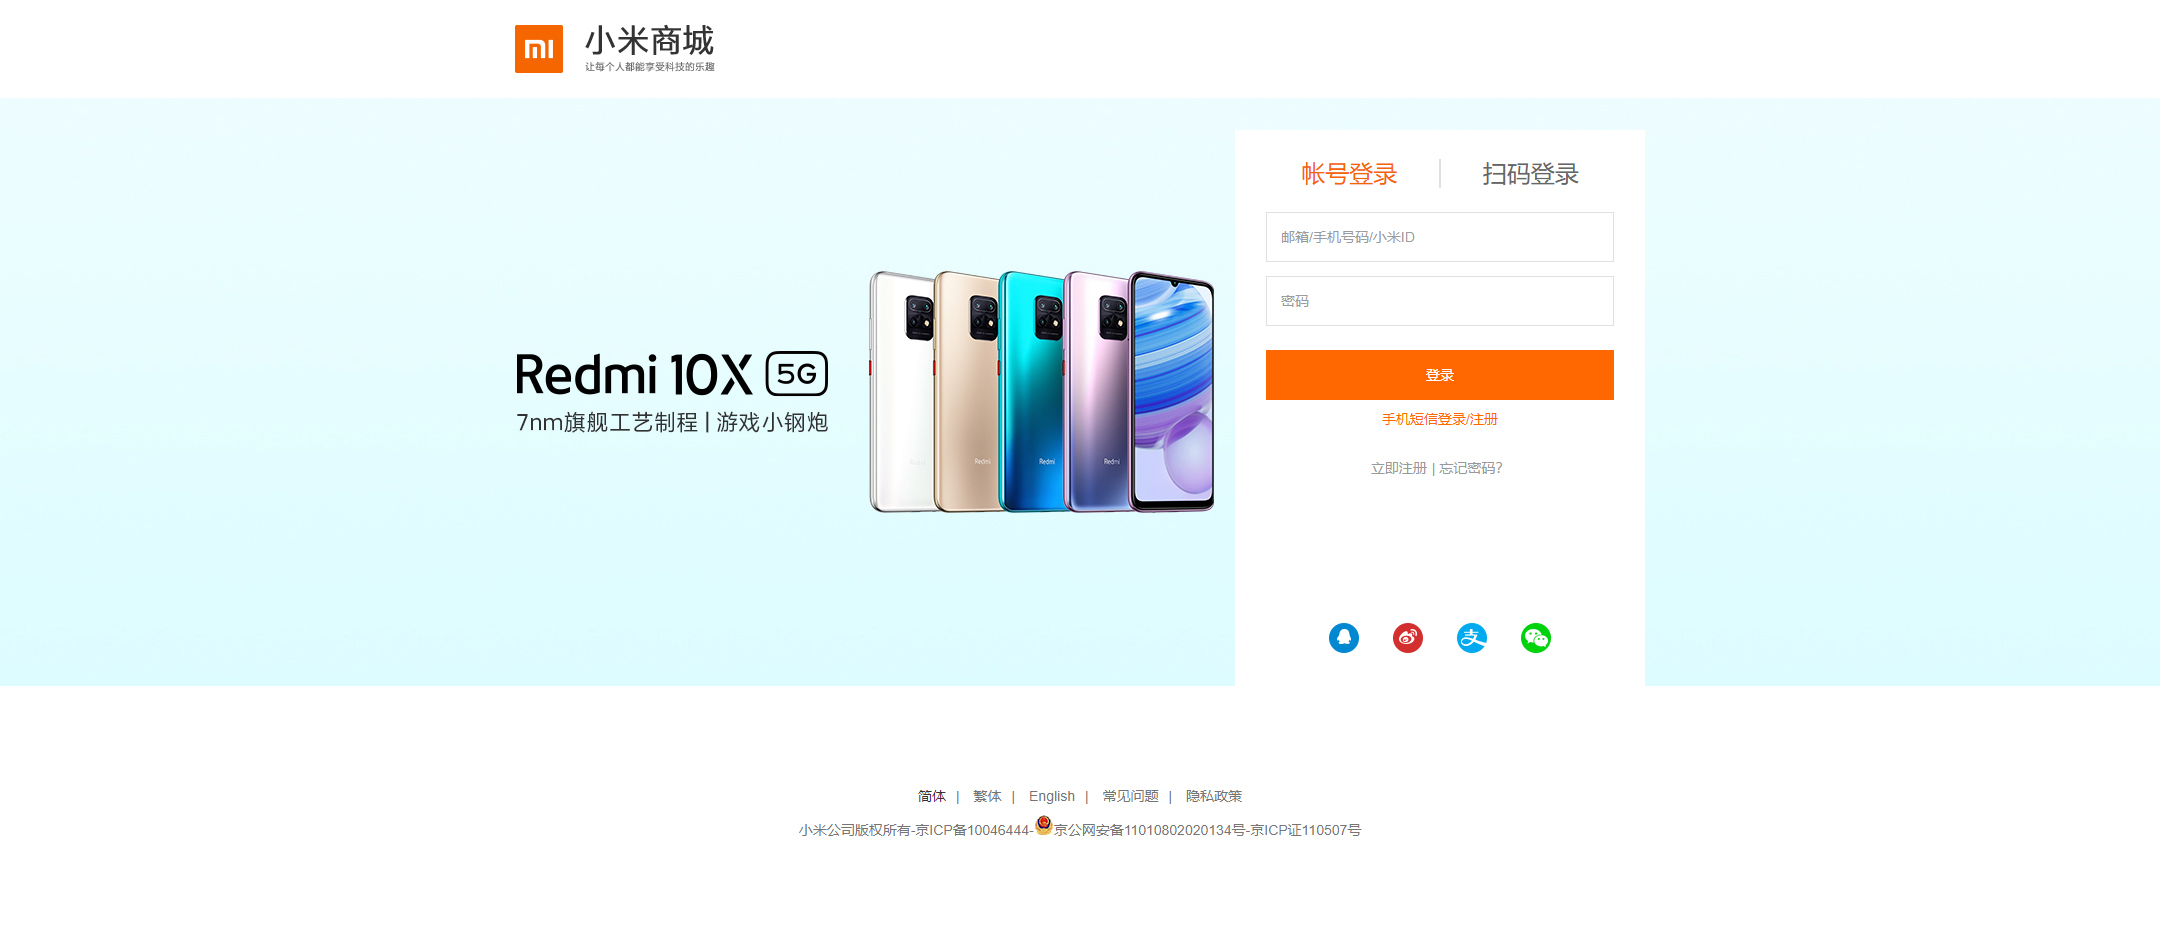 小米商城
让每个人都能享受科技的乐趣
帐号登录
扫码登录
邮箱/手机号码/小米ID
密码
登录
手机短信登录/注册
立即注册 | 忘记密码?
Redmi 10X 5G
7nm旗舰工艺制程 | 游戏小钢炮
Redmi
Redmi
Redmi
简体 | 繁体 | English | 常见问题 | 隐私政策
小米公司版权所有-京ICP备10046444-京公网安备11010802020134号-京ICP证110507号